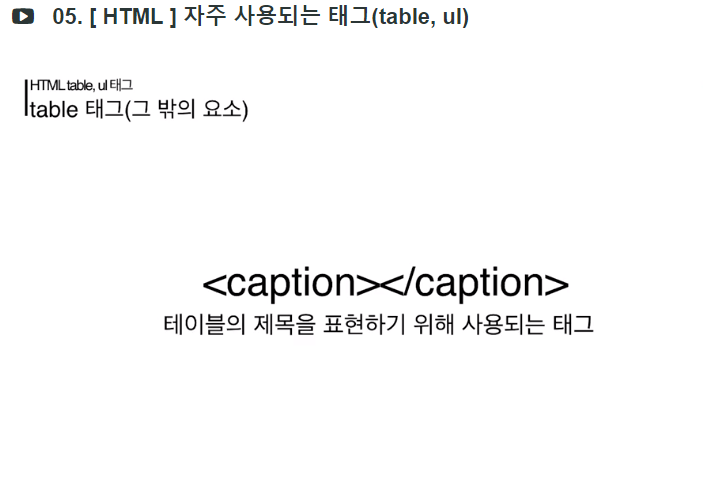 05. [ HTML ] 자주 사용되는 태그(table, ul)
HTML table, ul 태그
table 태그(그 밖의 요소)
<caption></caption>
테이블의 제목을 표현하기 위해 사용되는 태그